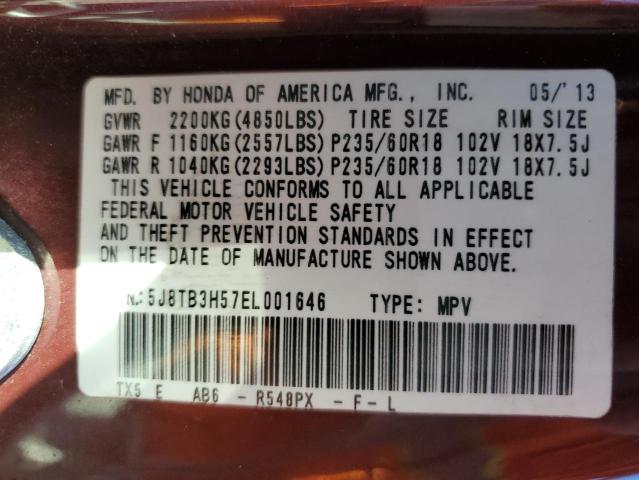 MFD. BY HONDA OF AMERICA MFG., INC. 05/'13
GVWR 2200KG(4850LBS) TIRE SIZE RIM SIZE
GAWR F 1160KG(2557LBS)P235/60R18 102V 18X7.5J
GAWR R 1040KG(2293LBS)P235/60R18 102V 18X7.5J
THIS VEHICLE CONFORMS TO ALL APPLICABLE
FEDERAL MOTOR VEHICLE SAFETY
AND THEFT PREVENTION STANDARDS IN EFFECT
ON THE DATE OF MANUFACTURE SHOWN ABOVE.
N.:5J8TB3H57EL001646 TYPE: MPV
TX5 E AB6 - R548PX - F - L